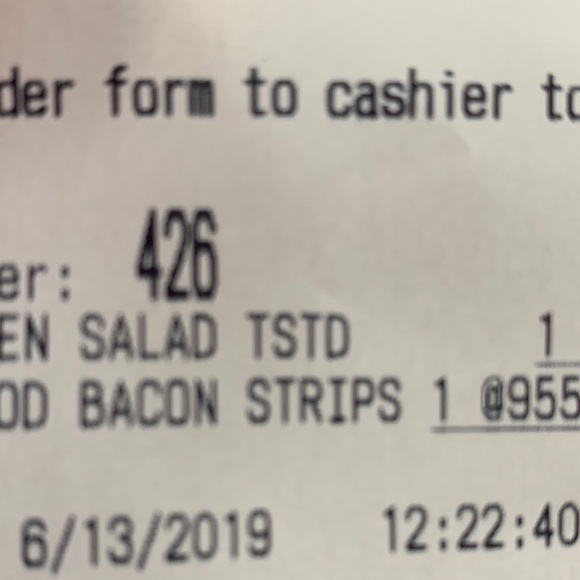 der form to cashier to
er: 426
EN SALAD TSTD 1
OD BACON STRIPS 1 @955
6/13/2019 12:22:40